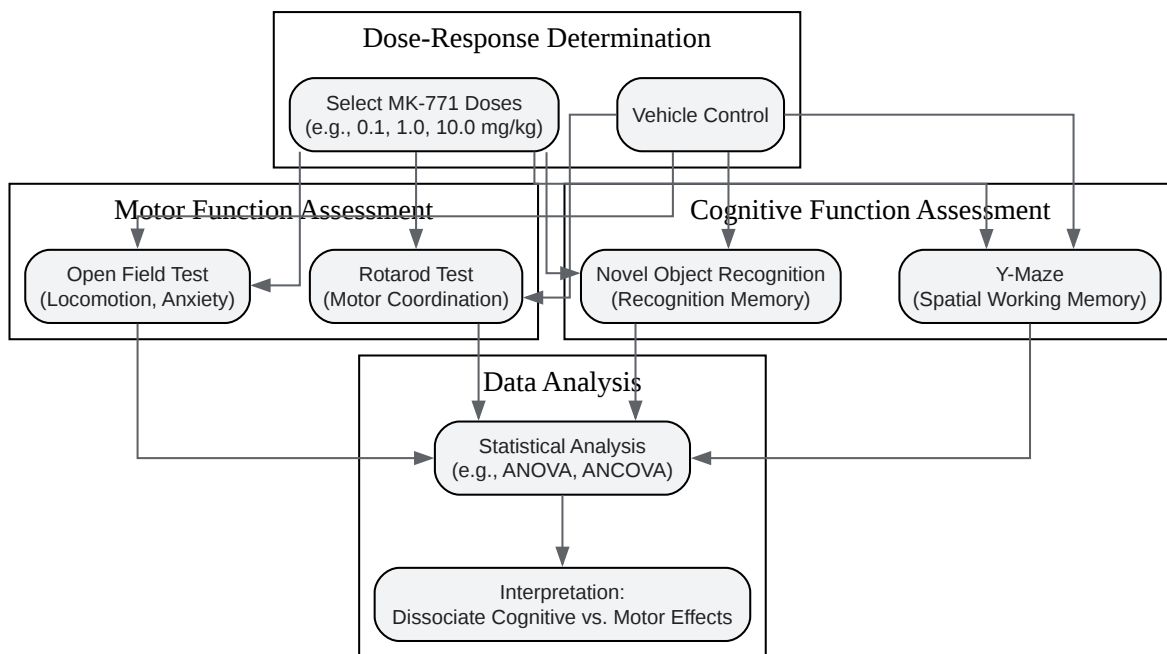 Dose-Response Determination
Select MK-771 Doses
(e.g., 0.1, 1.0, 10.0 mg/kg)
Vehicle Control
Motor Function Assessment
Cognitive Function Assessment
Open Field Test
(Locomotion, Anxiety)
Rotarod Test
(Motor Coordination)
Novel Object Recognition
(Recognition Memory)
Y-Maze
(Spatial Working Memory)
Data Analysis
Statistical Analysis
(e.g., ANOVA, ANCOVA)
Interpretation:
Dissociate Cognitive vs. Motor Effects